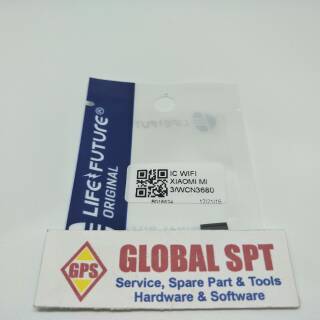 LIFE FUTURE®
ORIGINAL
IC WIFI
XIAOMI MI
3/WCN3680
GPS
GLOBAL SPT
Service, Spare Part & Tools
Hardware & Software